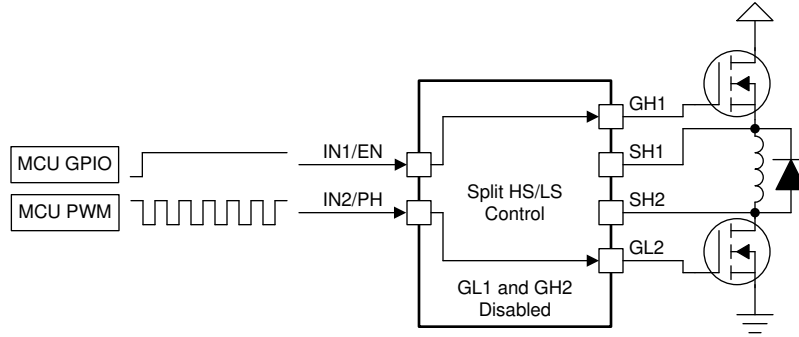 GH1
MCU GPIO
IN1/EN
SH1
MCU PWM
IN2/PH
Split HS/LS
Control
SH2
GL2
GL1 and GH2
Disabled